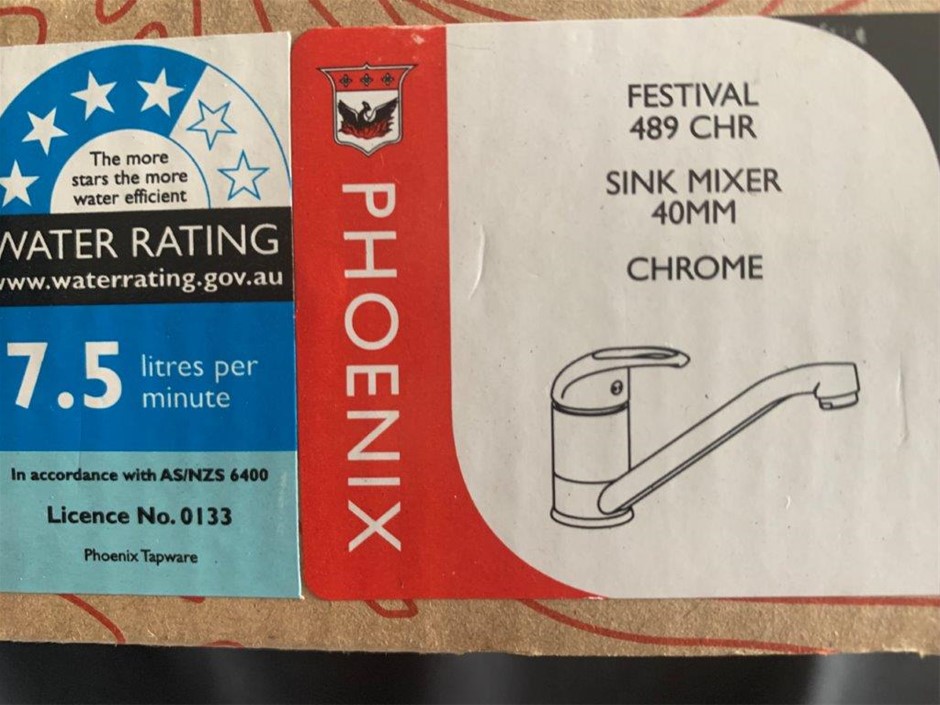 The more
stars the more
water efficient
WATER RATING
www.waterrating.gov.au
7.5 litres per
minute
In accordance with AS/NZS 6400
Licence No. 0133
Phoenix Tapware
PHOENIX
FESTIVAL
489 CHR
SINK MIXER
40MM
CHROME